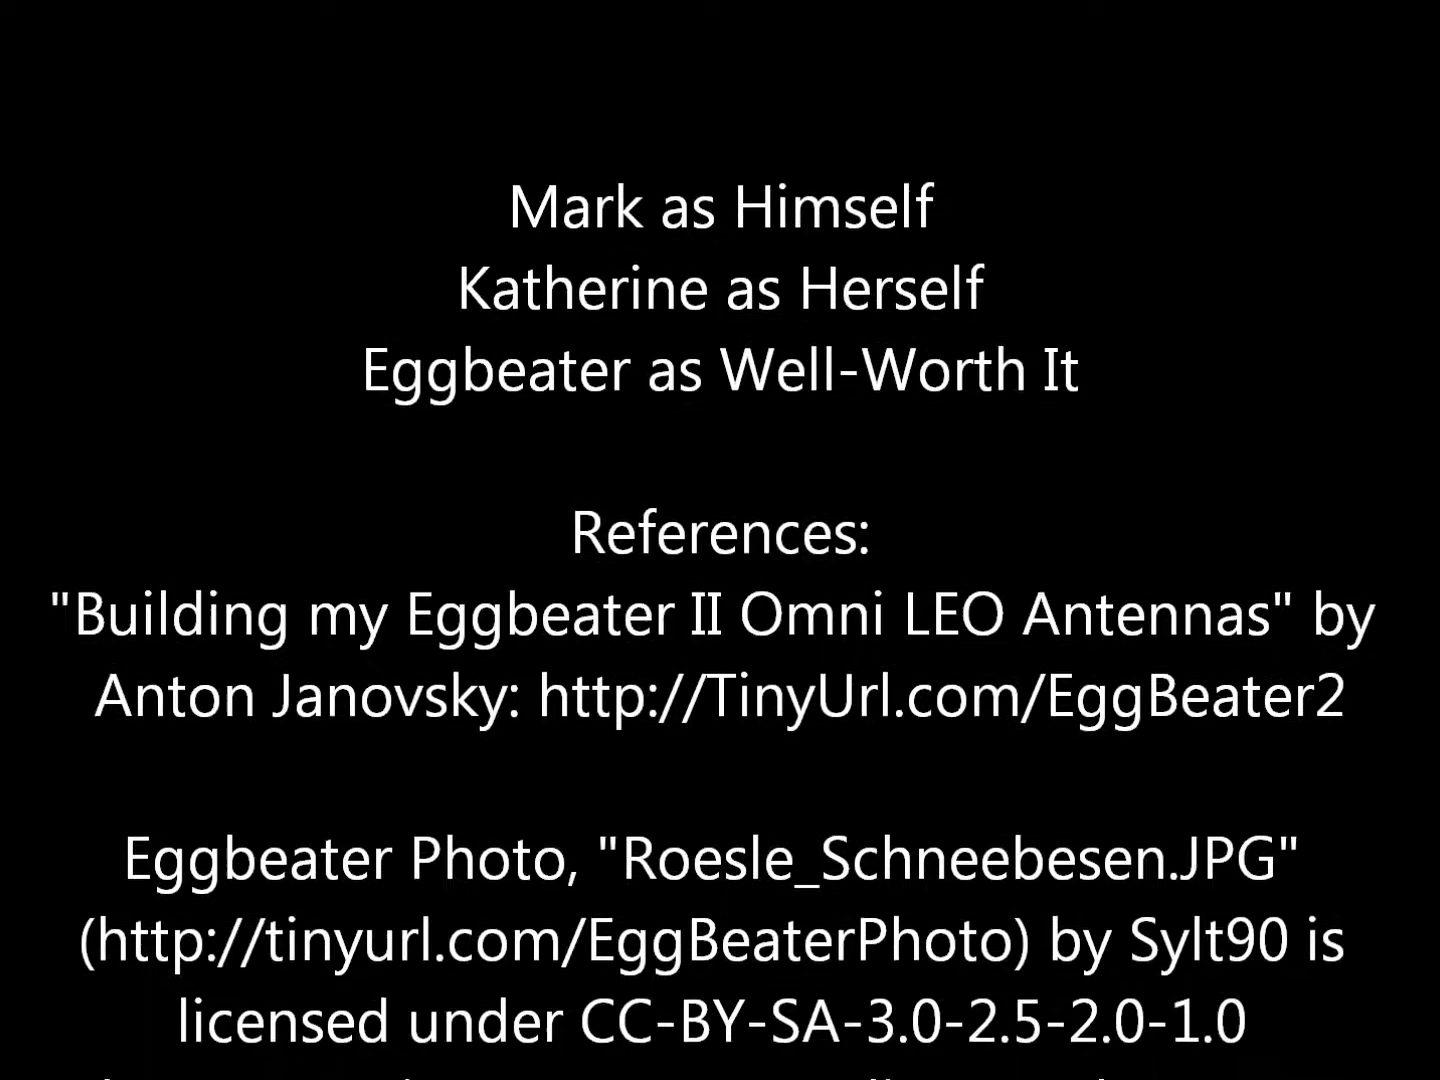 Mark as Himself
Katherine as Herself
Eggbeater as Well-Worth It
References:
"Building my Eggbeater II Omni LEO Antennas" by
Anton Janovsky: http://TinyUrl.com/EggBeater2
Eggbeater Photo, "Roesle_Schneebesen.JPG"
(http://tinyurl.com/EggBeaterPhoto) by Sylt90 is
licensed under CC-BY-SA-3.0-2.5-2.0-1.0